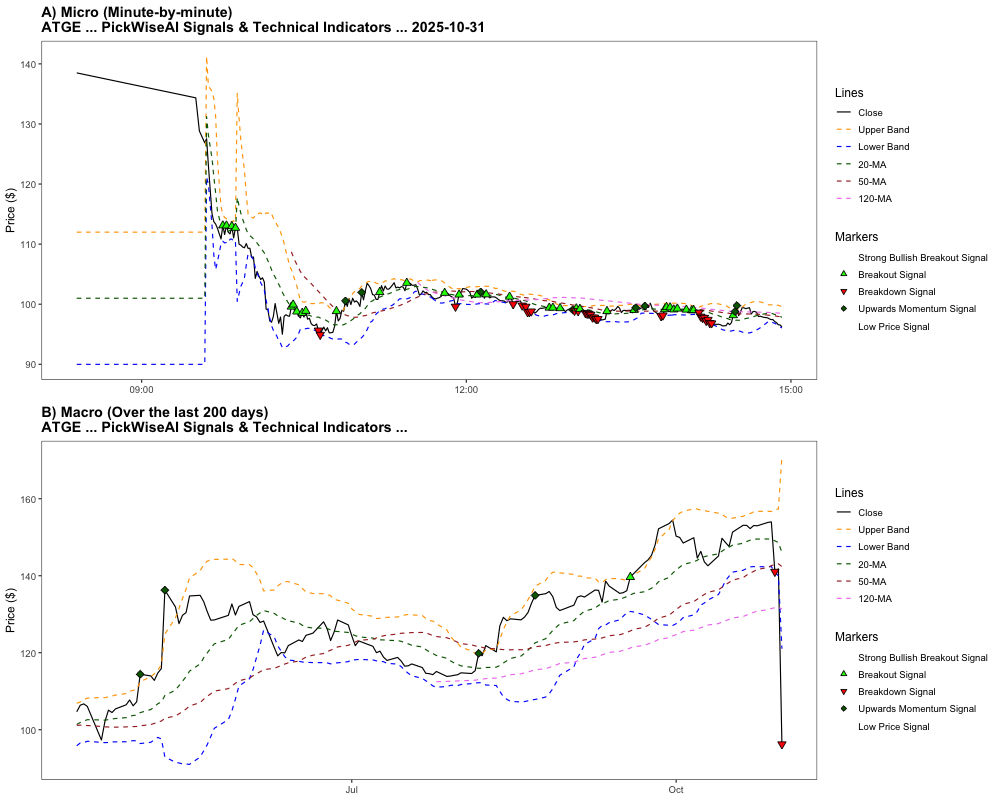 A) Micro (Minute-by-minute)
ATGE ... PickWiseAI Signals & Technical Indicators ... 2025-10-31
Price ($)
140
130
120
110
100
90
09:00
12:00
15:00
Lines
Close
Upper Band
Lower Band
20-MA
50-MA
120-MA
Markers
Strong Bullish Breakout Signal
Breakout Signal
Breakdown Signal
Upwards Momentum Signal
Low Price Signal
B) Macro (Over the last 200 days)
ATGE ... PickWiseAI Signals & Technical Indicators ...
Price ($)
160
140
120
100
Jul
Oct
Lines
Close
Upper Band
Lower Band
20-MA
50-MA
120-MA
Markers
Strong Bullish Breakout Signal
Breakout Signal
Breakdown Signal
Upwards Momentum Signal
Low Price Signal